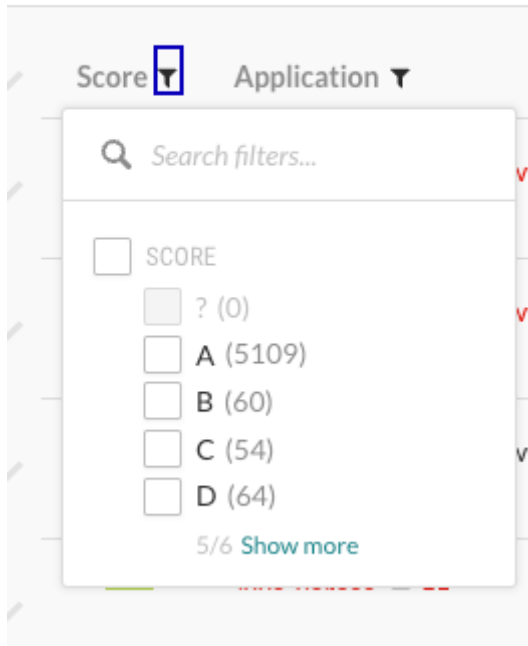 Score Application
Search filters...
SCORE
? (0)
A (5109)
B (60)
C (54)
D (64)
5/6 Show more